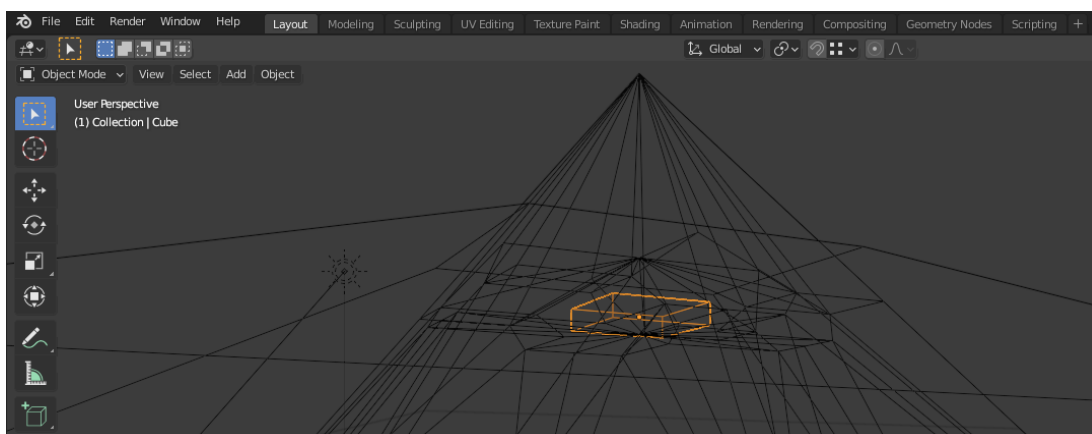 File Edit Render Window Help Layout Modeling Sculpting UV Editing Texture Paint Shading Animation Rendering Compositing Geometry Nodes Scripting +
Global
Object Mode View Select Add Object
User Perspective
(1) Collection | Cube